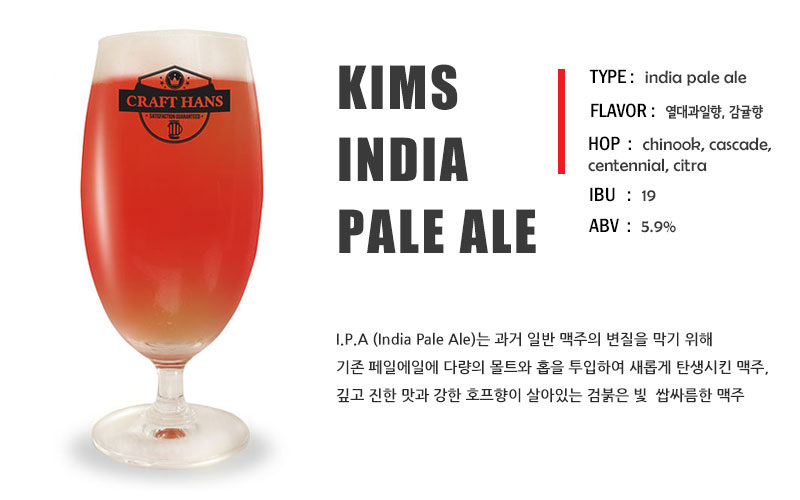 CRAFT HANS
SATISFACTION GUARANTEED
KIMS
INDIA
PALE ALE
TYPE : india pale ale
FLAVOR : 열대과일향, 감귤향
HOP : chinook, cascade,
centennial, citra
IBU : 19
ABV : 5.9%
I.P.A (India Pale Ale)는 과거 일반 맥주의 변질을 막기 위해
기존 페일에일에 다량의 몰트와 홉을 투입하여 새롭게 탄생시킨 맥주,
깊고 진한 맛과 강한 호프향이 살아있는 검붉은 빛 쌉싸름한 맥주